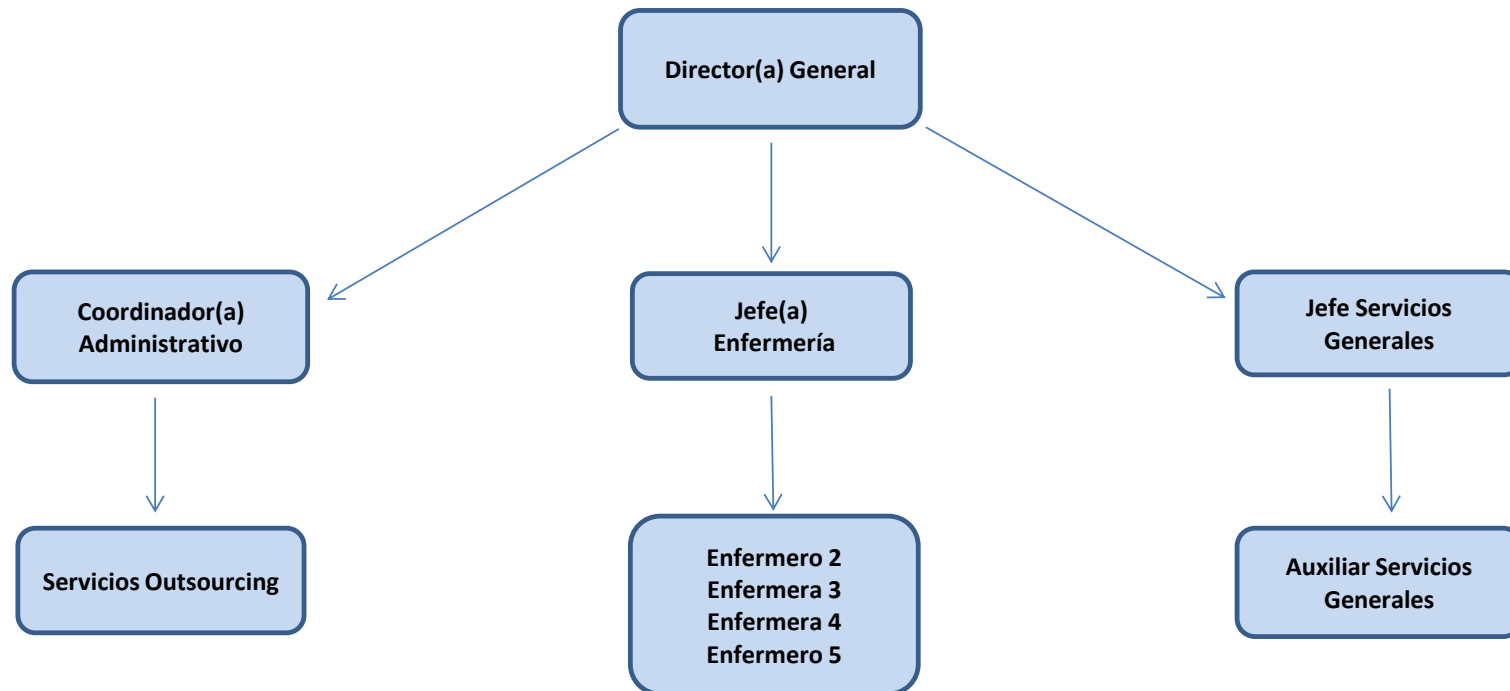 Director(a) General
Coordinador(a)
Administrativo
Jefe(a)
Enfermería
Jefe Servicios
Generales
Servicios Outsourcing
Enfermero 2
Enfermera 3
Enfermera 4
Enfermero 5
Auxiliar Servicios
Generales